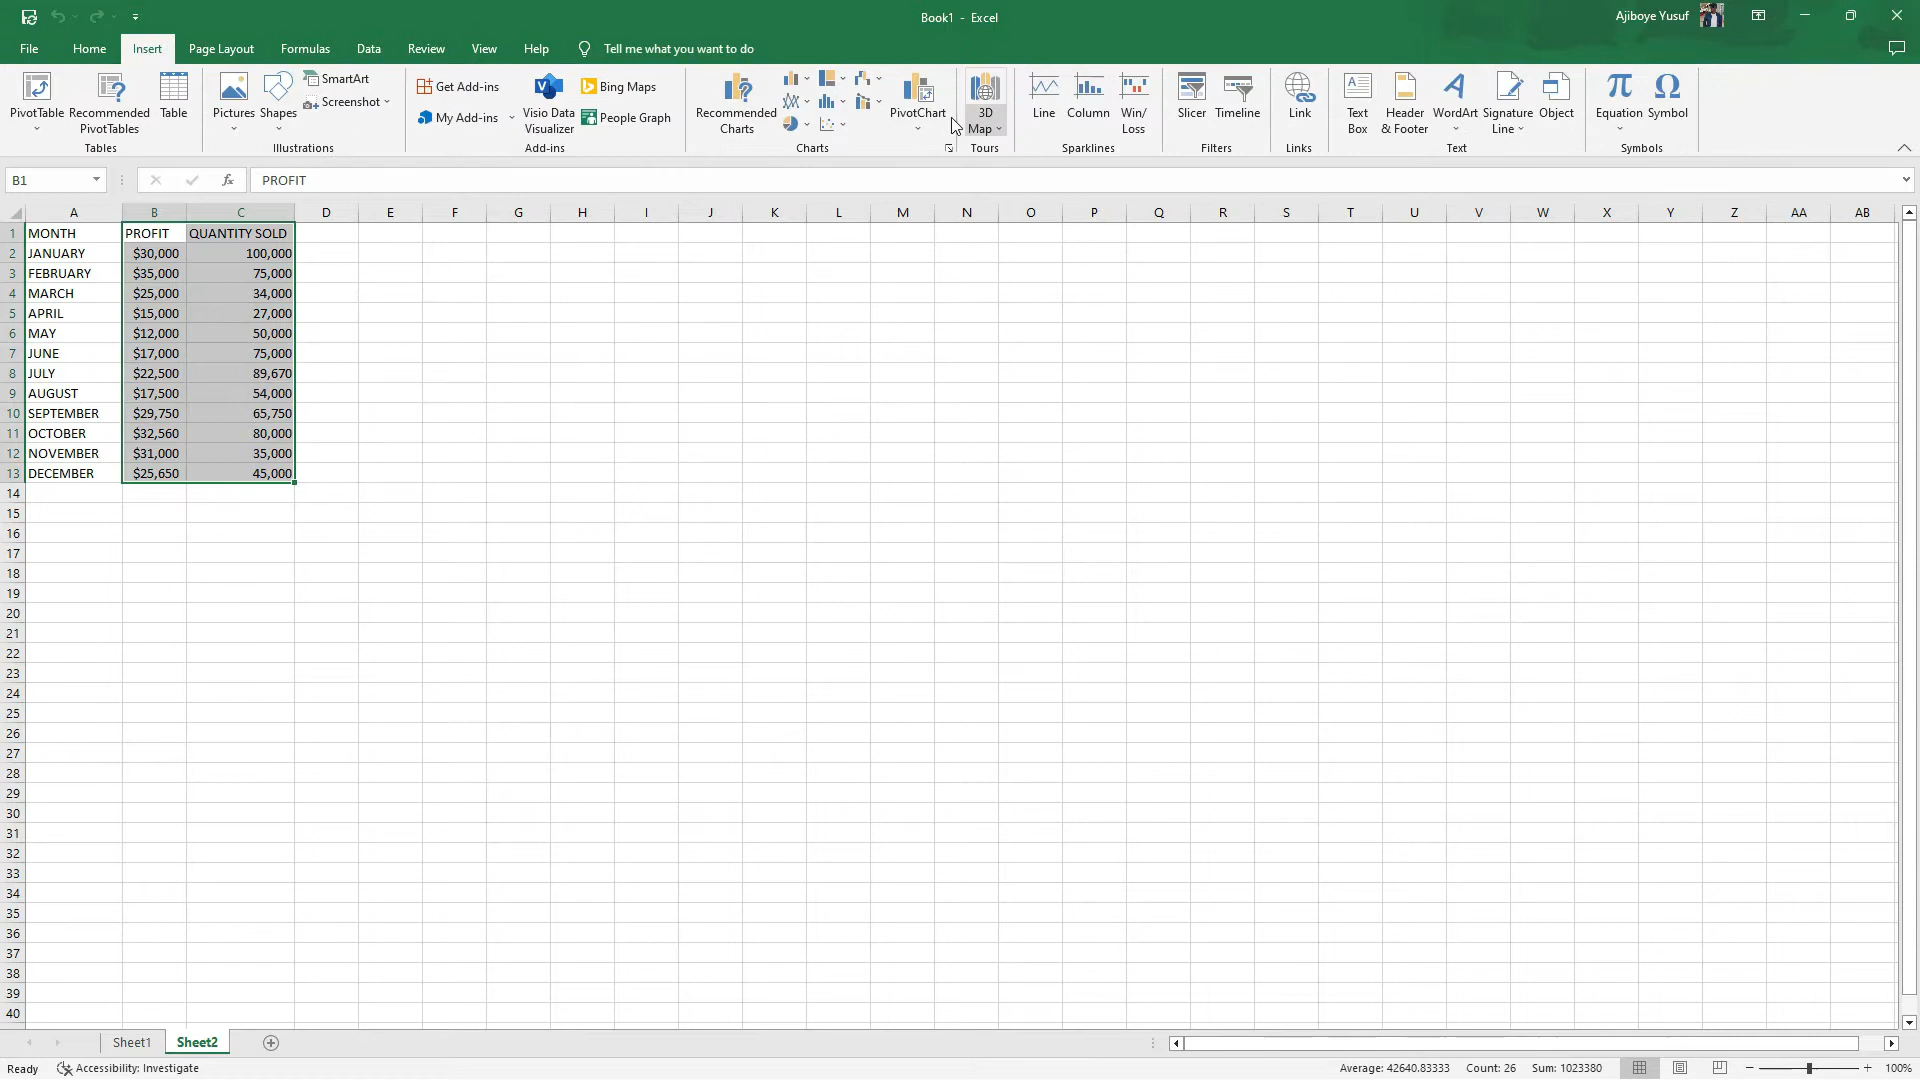 Book1 - Excel
Ajiboye Yusuf
File Home Insert Page Layout Formulas Data Review View Help Tell me what you want to do
PivotTable
Recommended
PivotTables
Table
Tables
Pictures
Shapes
SmartArt
Screenshot
Illustrations
Get Add-ins
My Add-ins
Visio Data
Visualizer
Bing Maps
People Graph
Add-ins
Recommended
Charts
PivotChart
Charts
3D
Map
Tours
Line
Column
Win/
Loss
Sparklines
Slicer
Timeline
Filters
Link
Links
Text
Box
Header
& Footer
WordArt
Signature
Line
Object
Text
Equation
Symbol
Symbols
B1 fx PROFIT
A B C D E F G H I J K L M N O P Q R S T U V W X Y Z AA AB
1 MONTH PROFIT QUANTITY SOLD
2 JANUARY $30,000 100,000
3 FEBRUARY $35,000 75,000
4 MARCH $25,000 34,000
5 APRIL $15,000 27,000
6 MAY $12,000 50,000
7 JUNE $17,000 75,000
8 JULY $22,500 89,670
9 AUGUST $17,500 54,000
10 SEPTEMBER $29,750 65,750
11 OCTOBER $32,560 80,000
12 NOVEMBER $31,000 35,000
13 DECEMBER $25,650 45,000
14
15
16
17
18
19
20
21
22
23
24
25
26
27
28
29
30
31
32
33
34
35
36
37
38
39
40
Sheet1 Sheet2
Ready Accessibility: Investigate Average: 42640.83333 Count: 26 Sum: 1023380 100%